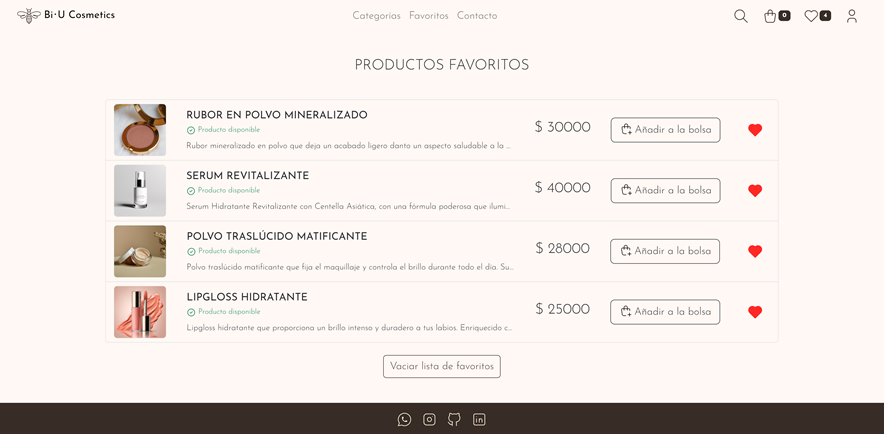 Bi·U Cosmetics
Categorías Favoritos Contacto
0
4
PRODUCTOS FAVORITOS
RUBOR EN POLVO MINERALIZADO
Producto disponible
Rubor mineralizado en polvo que deja un acabado ligero danto un aspecto saludable a la ...
$ 30000
Añadir a la bolsa
SERUM REVITALIZANTE
Producto disponible
Serum Hidratante Revitalizante con Centella Asiática, con una fórmula poderosa que ilumi...
$ 40000
Añadir a la bolsa
POLVO TRASLÚCIDO MATIFICANTE
Producto disponible
Polvo traslúcido matificante que fija el maquillaje y controla el brillo durante todo el día. Su...
$ 28000
Añadir a la bolsa
LIPGLOSS HIDRATANTE
Producto disponible
Lipgloss hidratante que proporciona un brillo intenso y duradero a tus labios. Enriquecido c...
$ 25000
Añadir a la bolsa
Vaciar lista de favoritos